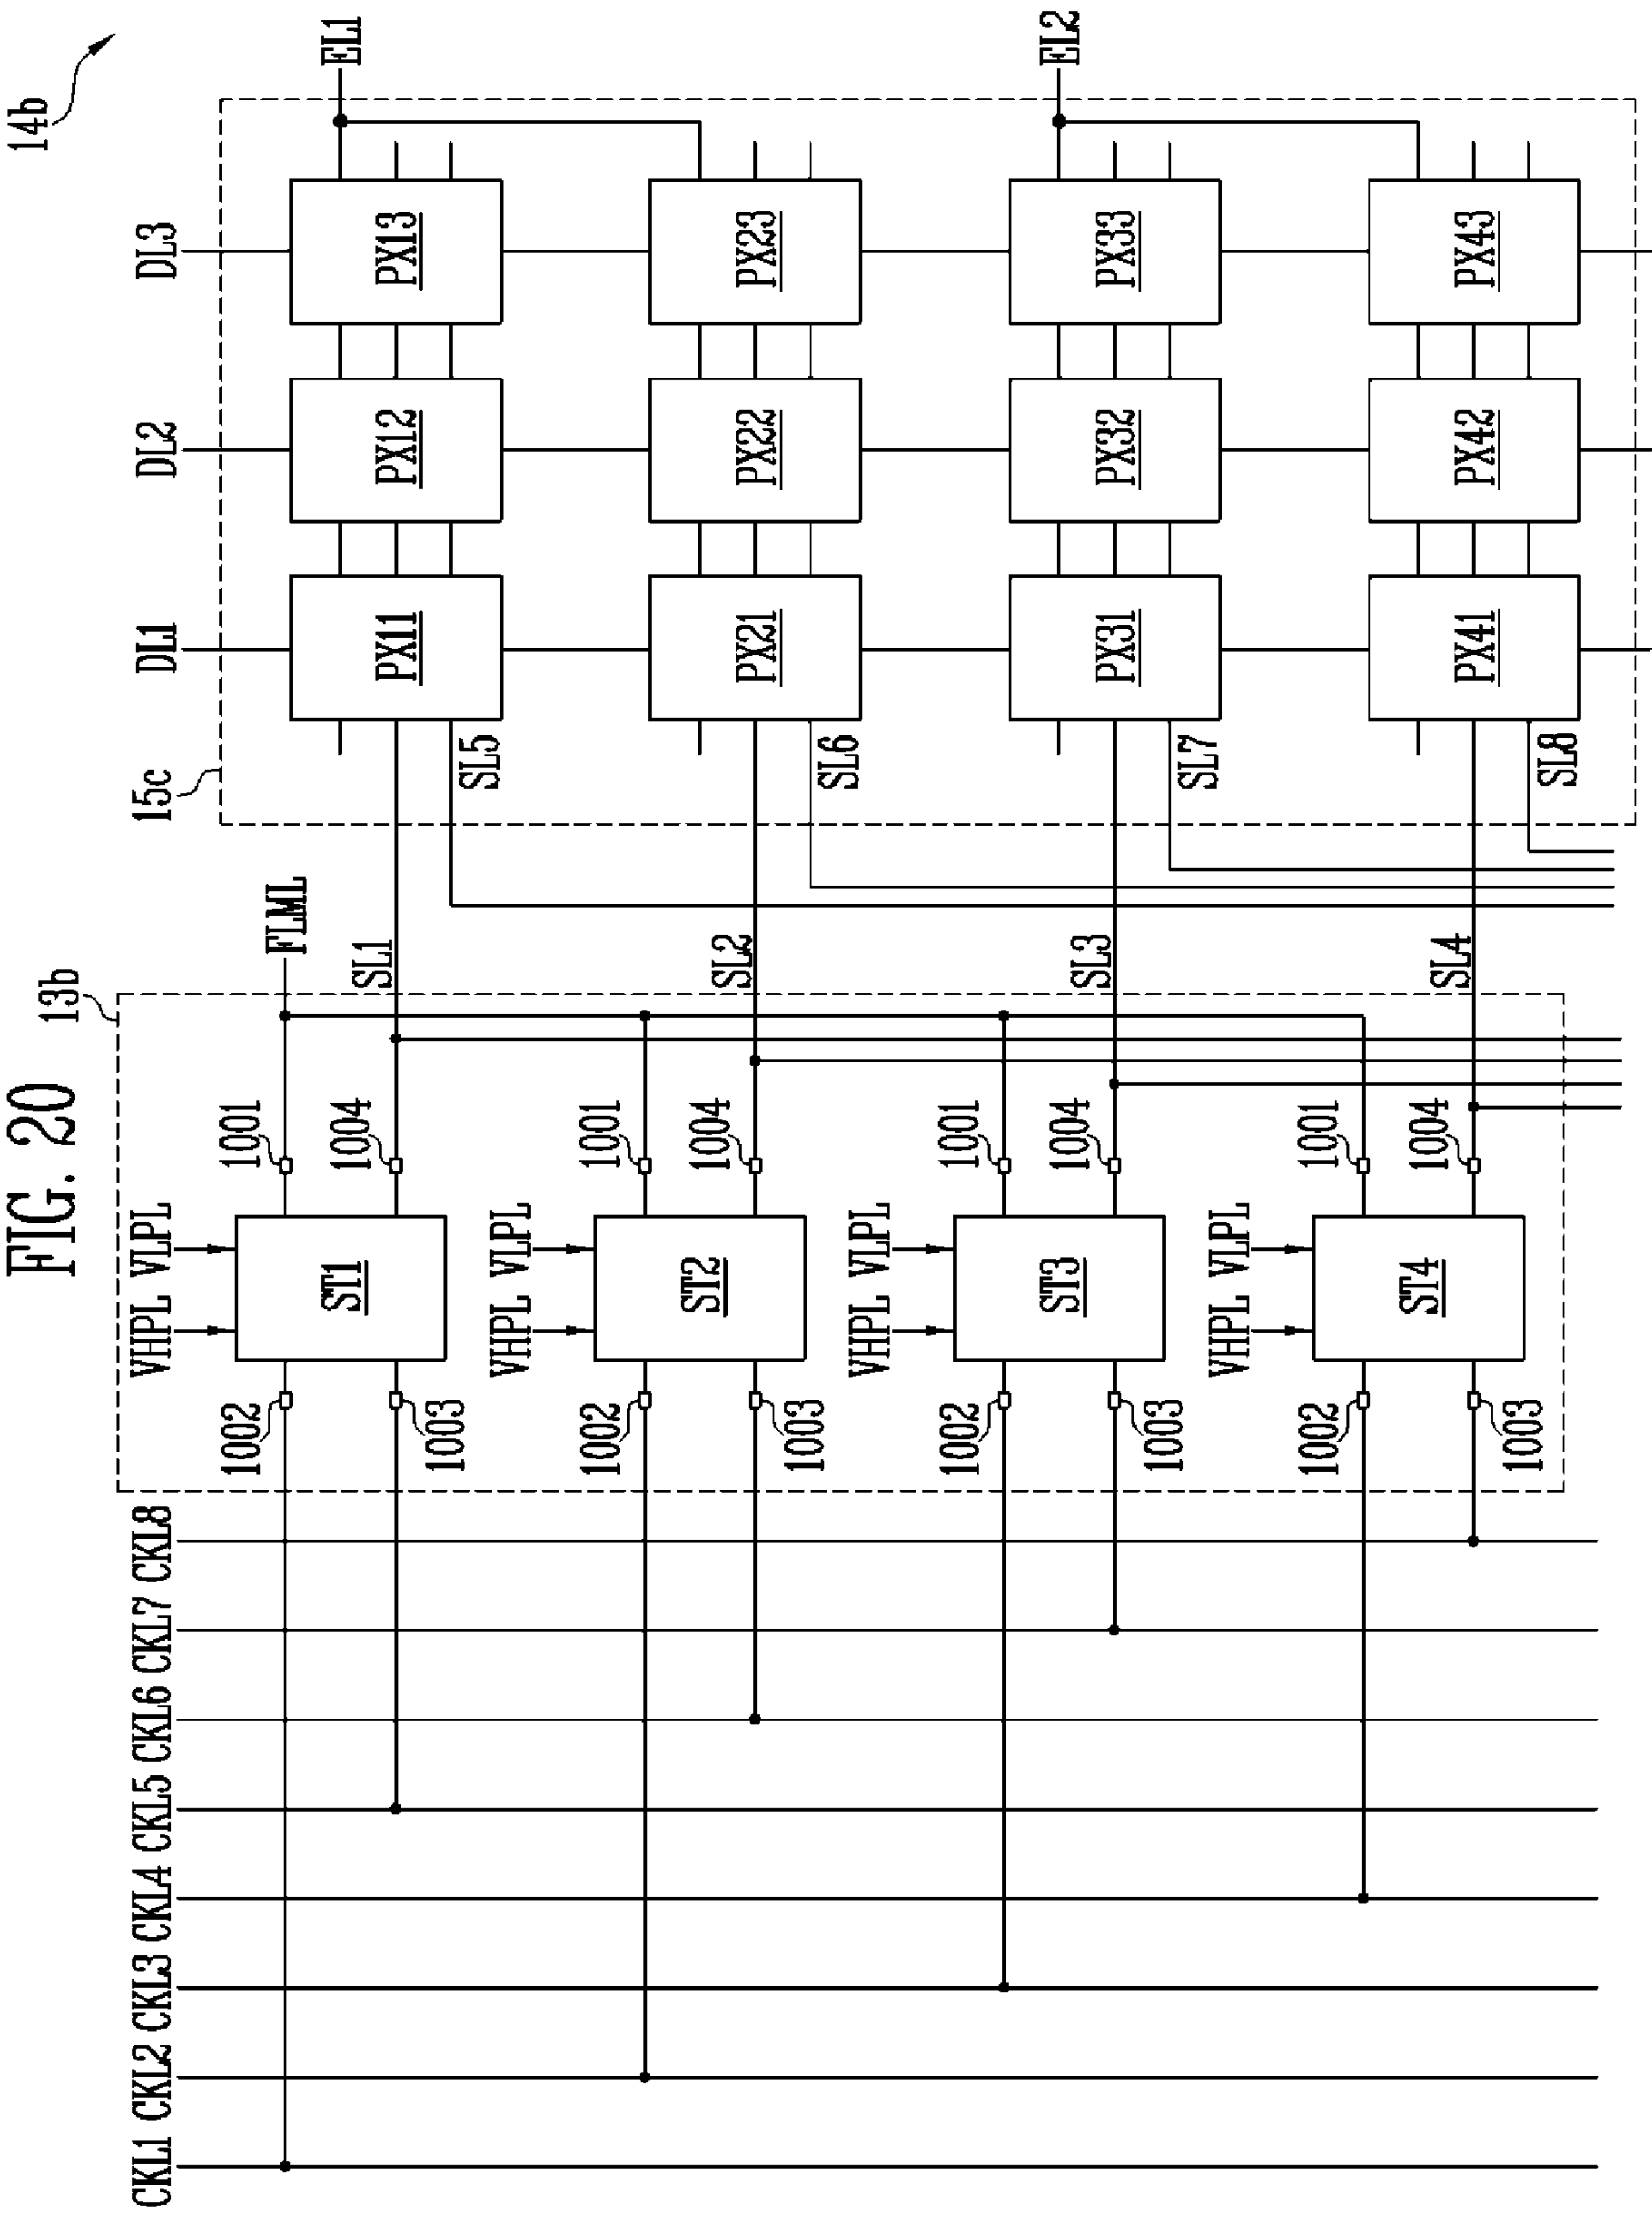 FIG. 20
14b
13b
15c
CKL1 CKL2 CKL3 CKL4 CKL5 CKL6 CKL7 CKL8
VHPL VLPL
FLML
DL1 DL2 DL3
EL1
1002
1001
ST1
1003
1004
SL1
SL5
PX11 PX12 PX13
VHPL VLPL
1002
1001
ST2
1003
1004
SL2
SL6
PX21 PX22 PX23
VHPL VLPL
1002
1001
ST3
1003
1004
SL3
SL7
PX31 PX32 PX33
EL2
VHPL VLPL
1002
1001
ST4
1003
1004
SL4
SL8
PX41 PX42 PX43